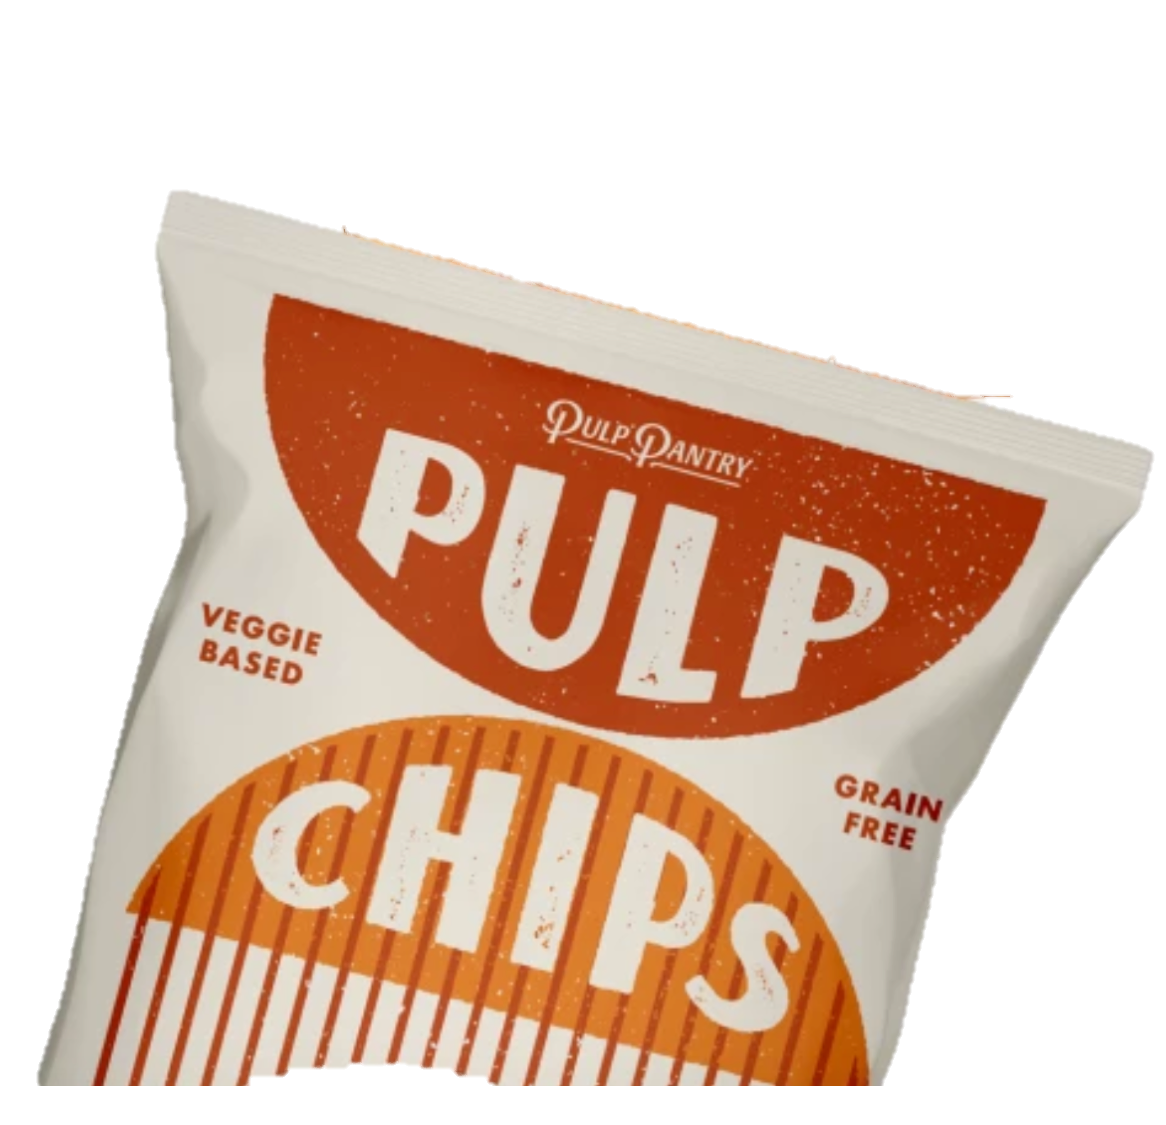 PULP PANTRY
PULP
VEGGIE
BASED
CHIPS
GRAIN
FREE